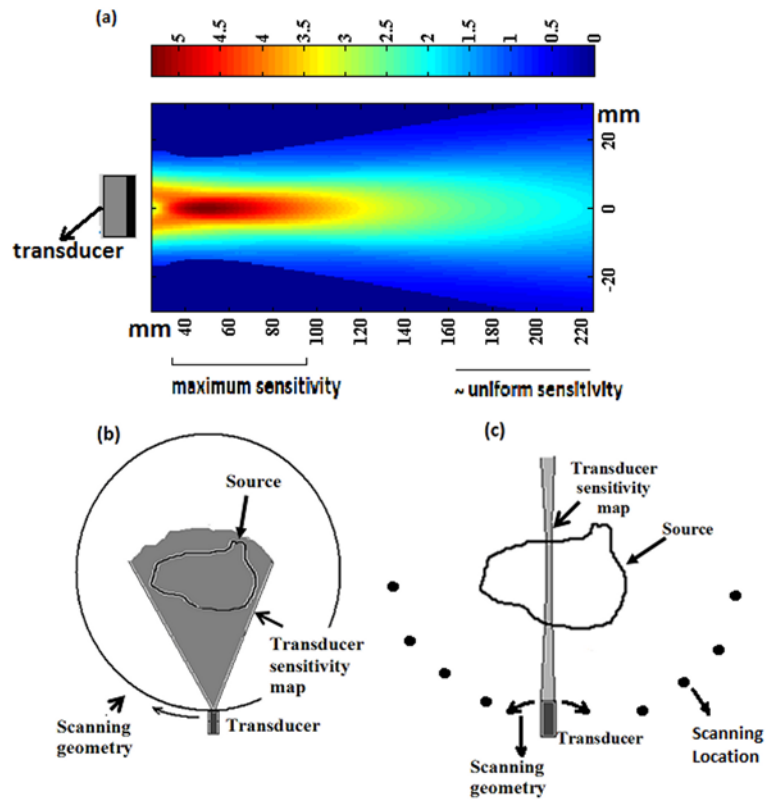 (a)
5 4.5 4 3.5 3 2.5 2 1.5 1 0.5 0
mm
20
0
-20
transducer
mm 40 60 80 100 120 140 160 180 200 220
maximum sensitivity
~ uniform sensitivity
(b)
Source
Transducer
sensitivity
map
Scanning
geometry
Transducer
(c)
Transducer
sensitivity
map
Source
Transducer
Scanning
geometry
Scanning
Location